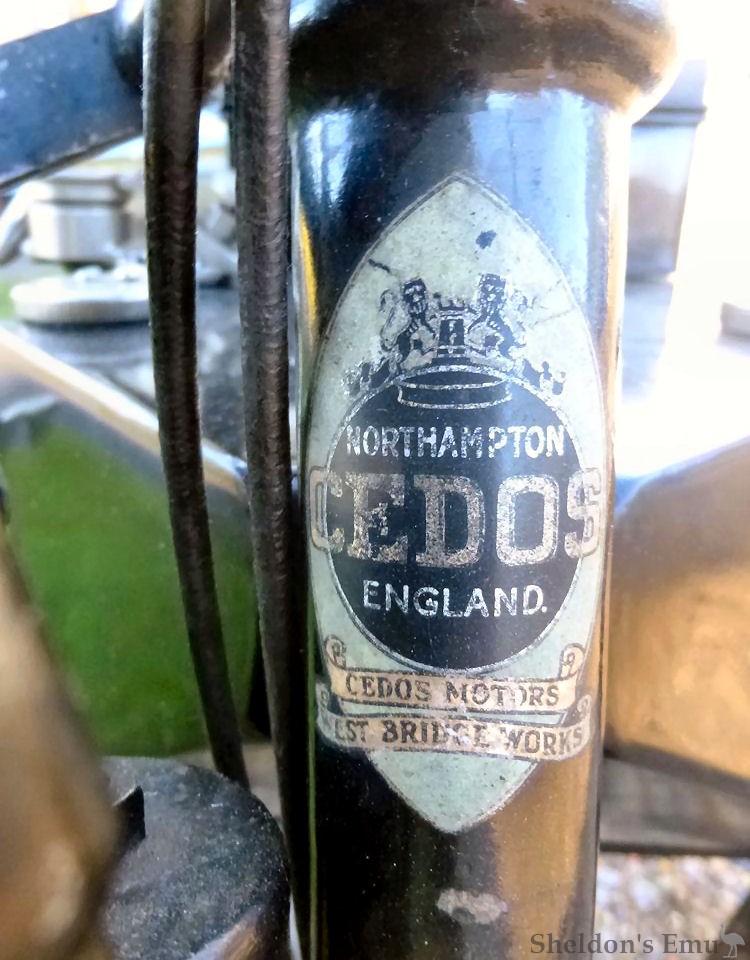 NORTHAMPTON
CEDOS
ENGLAND.
CEDOS MOTORS
WEST BRIDGE WORKS
Sheldon's Emu